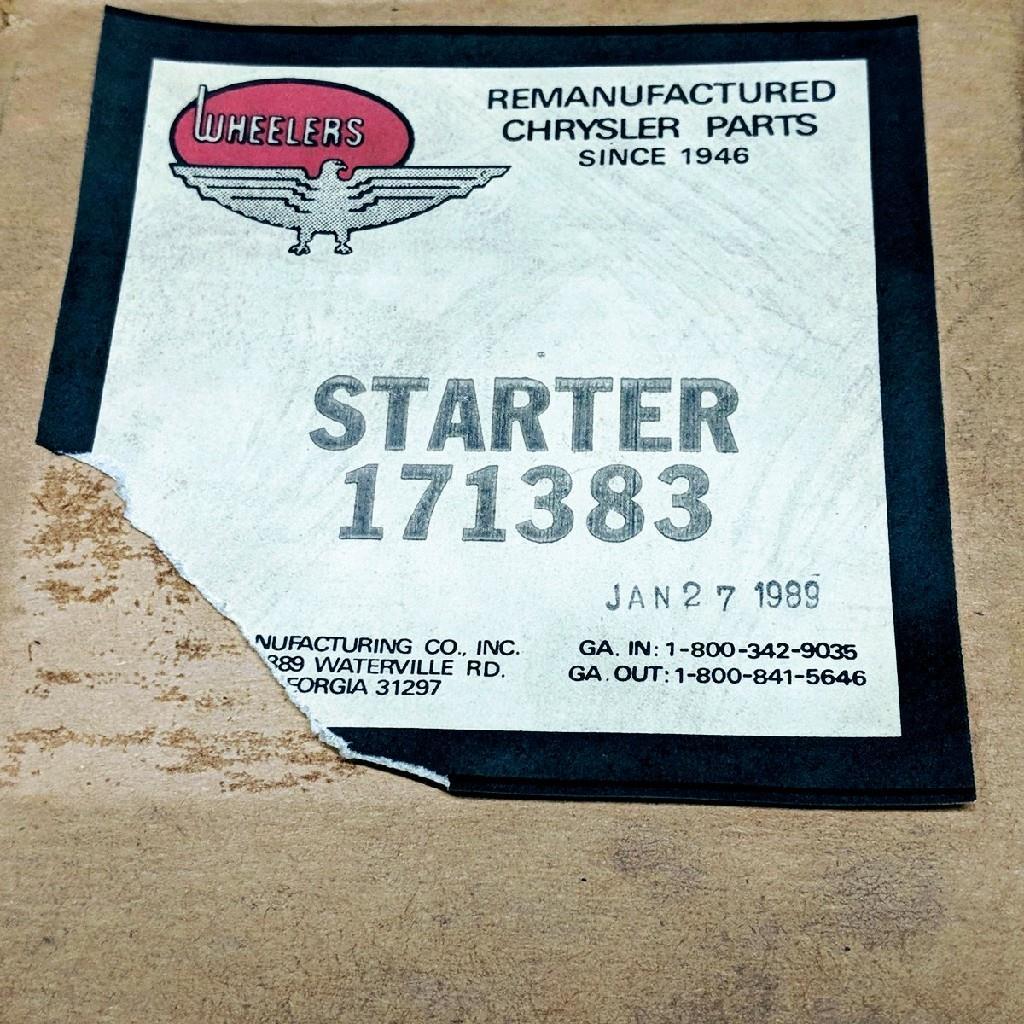 WHEELERS
REMANUFACTURED
CHRYSLER PARTS
SINCE 1946
STARTER
171383
JAN 27 1989
NUFACTURING CO., INC.
889 WATERVILLE RD.
EORGIA 31297
GA. IN: 1-800-342-9035
GA. OUT: 1-800-841-5646